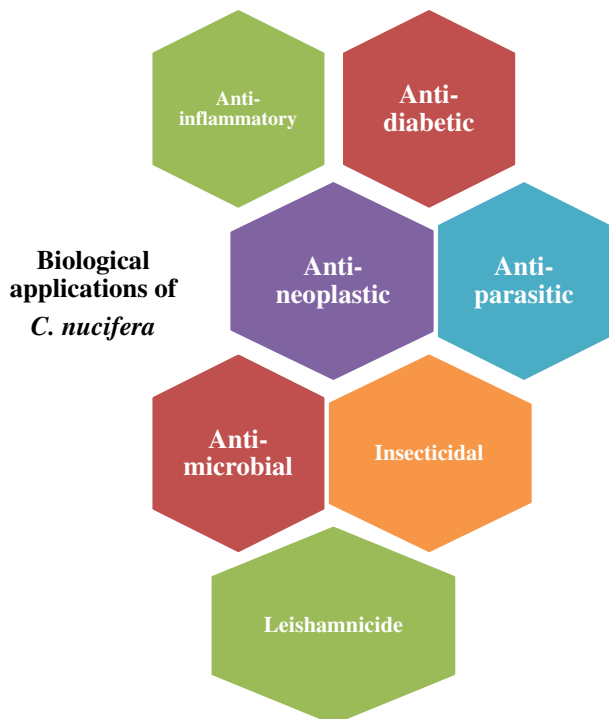 Anti-
inflammatory
Anti-
diabetic
Biological
applications of
C. nucifera
Anti-
neoplastic
Anti-
parasitic
Anti-
microbial
Insecticidal
Leishamnicide